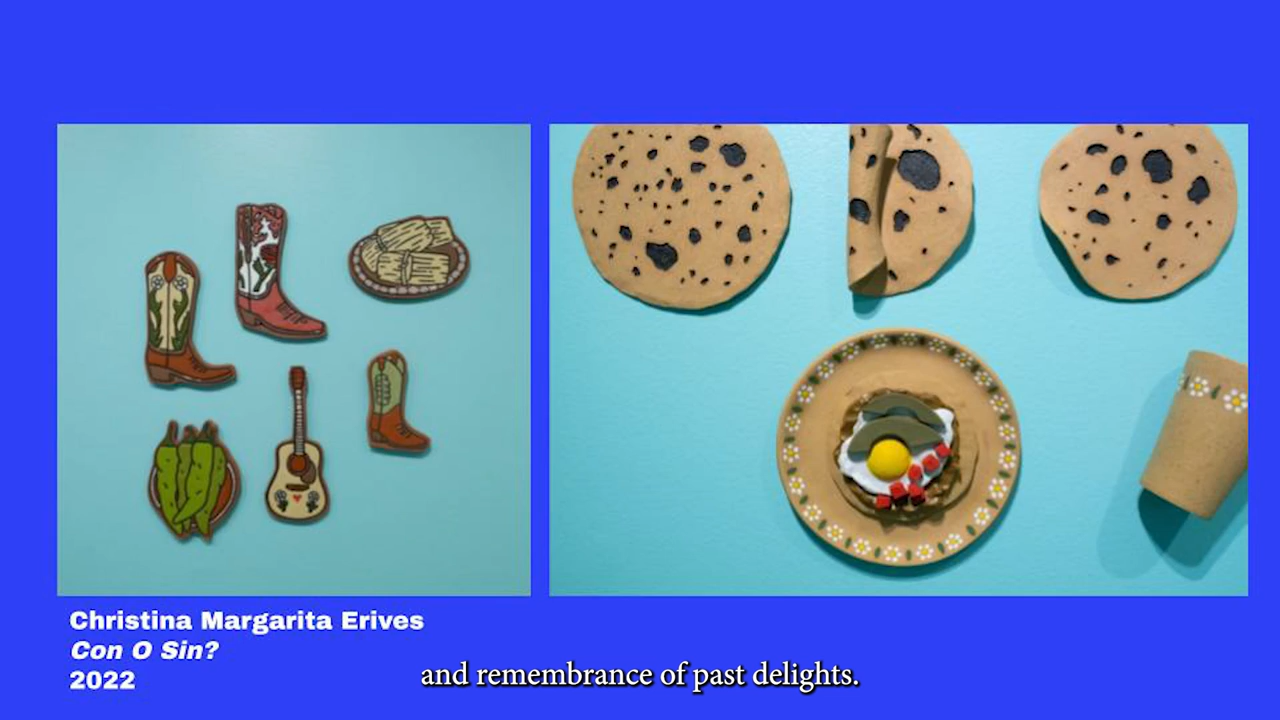 Christina Margarita Erives
Con O Sin?
2022
and remembrance of past delights.